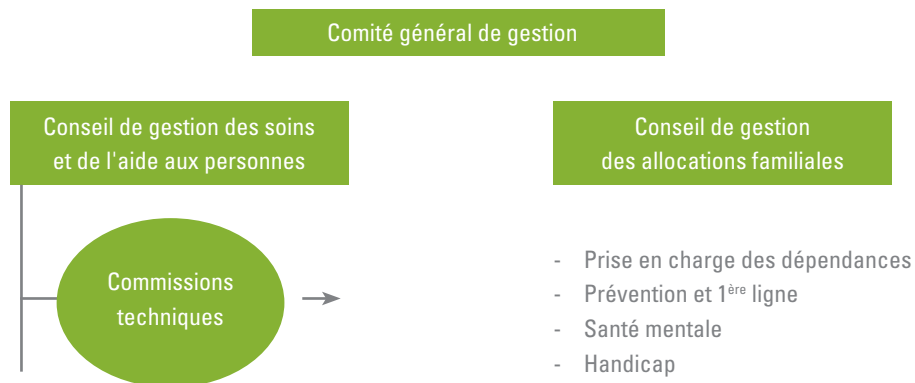 Comité général de gestion
Conseil de gestion des soins
et de l'aide aux personnes
Conseil de gestion
des allocations familiales
Commissions
techniques
- Prise en charge des dépendances
- Prévention et 1ère ligne
- Santé mentale
- Handicap